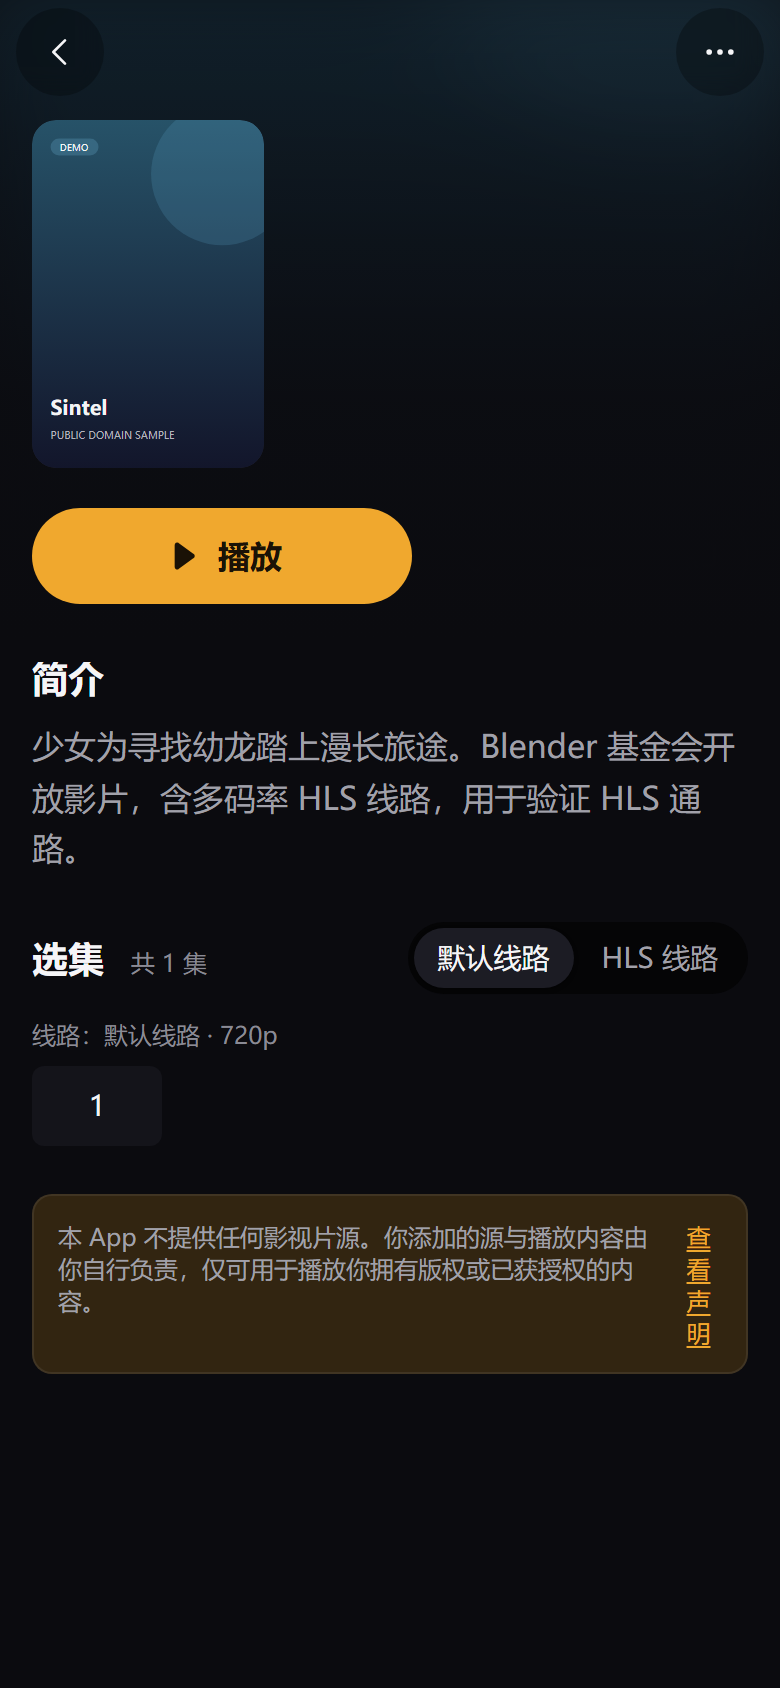 DEMO
Sintel
PUBLIC DOMAIN SAMPLE
播放
简介
少女为寻找幼龙踏上漫长旅途。Blender 基金会开
放影片，含多码率 HLS 线路，用于验证 HLS 通
路。
选集 共 1 集 默认线路 HLS 线路
线路：默认线路 · 720p
1
本 App 不提供任何影视片源。你添加的源与播放内容由
你自行负责，仅可用于播放你拥有版权或已获授权的内
容。
查
看
声
明